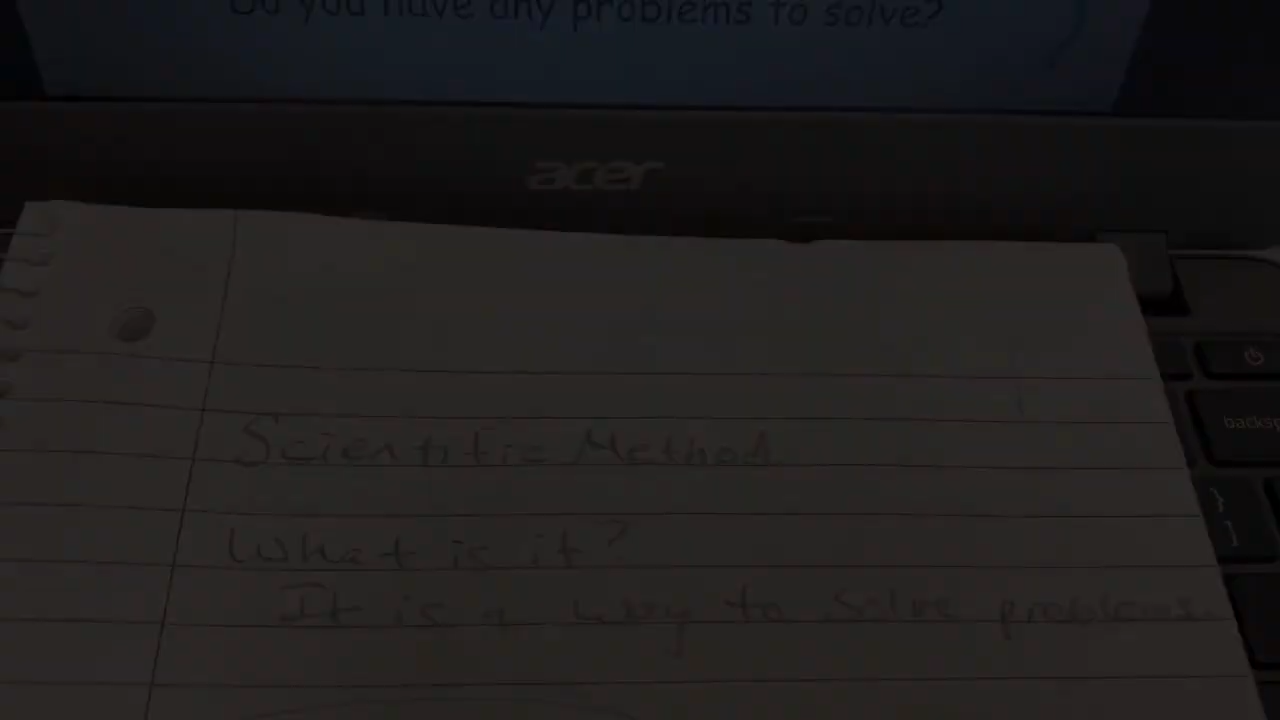 Do you have any problems to solve?
acer
backsp
Scientific Method
What is it?
It is a way to solve problems.